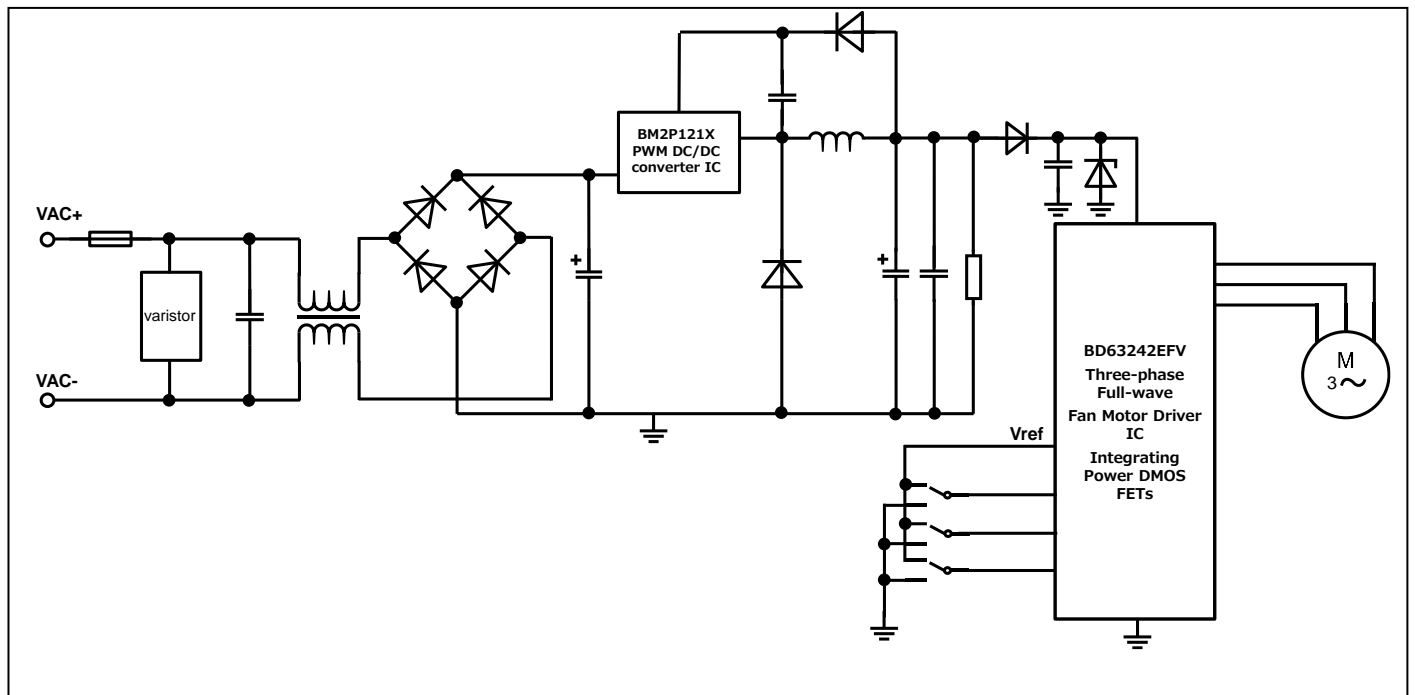 BM2P121X
PWM DC/DC
converter IC
VAC+
varistor
VAC-
BD63242EFV
Three-phase
Full-wave
Fan Motor Driver
IC
Integrating
Power DMOS
FETs
M
3
Vref